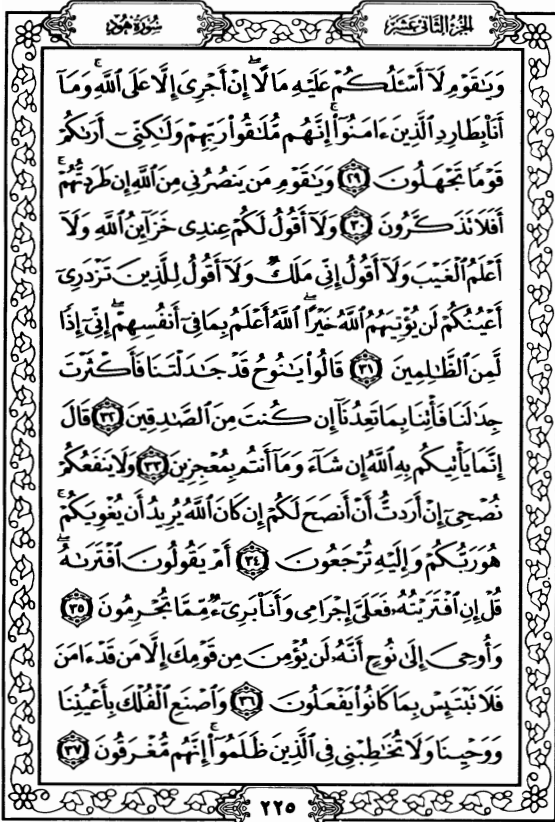 الجزء الثاني عشر
سورة هود
وَيَٰقَوْمِ لَآ أَسْـَٔلُكُمْ عَلَيْهِ مَالًا ۖ إِنْ أَجْرِىَ إِلَّا عَلَى ٱللَّهِ ۚ وَمَآ
أَنَا۠ بِطَارِدِ ٱلَّذِينَ ءَامَنُوٓا۟ ۚ إِنَّهُم مُّلَٰقُوا۟ رَبِّهِمْ وَلَٰكِنِّىٓ أَرَىٰكُمْ
قَوْمًا تَجْهَلُونَ ٢٩ وَيَٰقَوْمِ مَن يَنصُرُنِى مِنَ ٱللَّهِ إِن طَرَدتُّهُمْ ۚ
أَفَلَا تَذَكَّرُونَ ٣٠ وَلَآ أَقُولُ لَكُمْ عِندِى خَزَآئِنُ ٱللَّهِ وَلَآ
أَعْلَمُ ٱلْغَيْبَ وَلَآ أَقُولُ إِنِّى مَلَكٌ وَلَآ أَقُولُ لِلَّذِينَ تَزْدَرِىٓ
أَعْيُنُكُمْ لَن يُؤْتِيَهُمُ ٱللَّهُ خَيْرًا ۖ ٱللَّهُ أَعْلَمُ بِمَا فِىٓ أَنفُسِهِمْ ۖ إِنِّىٓ إِذًا
لَّمِنَ ٱلظَّٰلِمِينَ ٣١ قَالُوا۟ يَٰنُوحُ قَدْ جَٰدَلْتَنَا فَأَكْثَرْتَ
جِدَٰلَنَا فَأْتِنَا بِمَا تَعِدُنَآ إِن كُنتَ مِنَ ٱلصَّٰدِقِينَ ٣٢ قَالَ
إِنَّمَا يَأْتِيكُم بِهِ ٱللَّهُ إِن شَآءَ وَمَآ أَنتُم بِمُعْجِزِينَ ٣٣ وَلَا يَنفَعُكُمْ
نُصْحِىٓ إِنْ أَرَدتُّ أَنْ أَنصَحَ لَكُمْ إِن كَانَ ٱللَّهُ يُرِيدُ أَن يُغْوِيَكُمْ ۚ
هُوَ رَبُّكُمْ وَإِلَيْهِ تُرْجَعُونَ ٣٤ أَمْ يَقُولُونَ ٱفْتَرَىٰهُ ۖ
قُلْ إِنِ ٱفْتَرَيْتُهُۥ فَعَلَىَّ إِجْرَامِى وَأَنَا۠ بَرِىٓءٌ مِّمَّا تُجْرِمُونَ ٣٥
وَأُوحِىَ إِلَىٰ نُوحٍ أَنَّهُۥ لَن يُؤْمِنَ مِن قَوْمِكَ إِلَّا مَن قَدْ ءَامَنَ
فَلَا تَبْتَئِسْ بِمَا كَانُوا۟ يَفْعَلُونَ ٣٦ وَٱصْنَعِ ٱلْفُلْكَ بِأَعْيُنِنَا
وَوَحْيِنَا وَلَا تُخَٰطِبْنِى فِى ٱلَّذِينَ ظَلَمُوٓا۟ ۚ إِنَّهُم مُّغْرَقُونَ ٣٧
٢٢٥